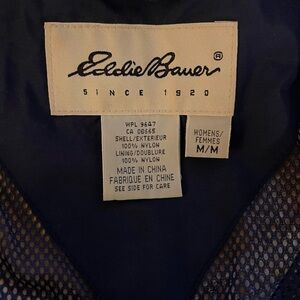 Eddie Bauer®
SINCE 1920
WPL 9647
CA 00565
SHELL/EXTERIEUR
100% NYLON
LINING/DOUBLURE
100% NYLON
MADE IN CHINA
FABRIQUE EN CHINE
SEE SIDE FOR CARE
WOMENS/
FEMMES
M/M